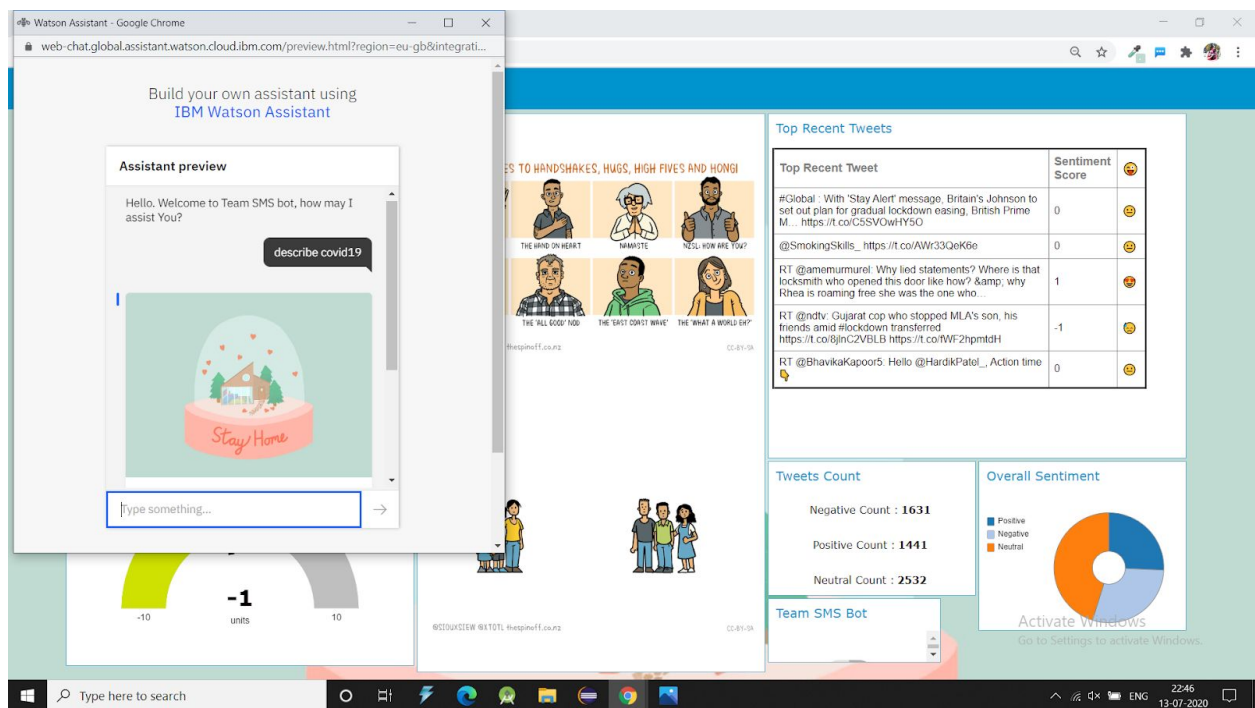 Watson Assistant - Google Chrome
web-chat.global.assistant.watson.cloud.ibm.com/preview.html?region=eu-gb&integrati...
Build your own assistant using
IBM Watson Assistant
Assistant preview
Hello. Welcome to Team SMS bot, how may I
assist You?
describe covid19
Stay Home
Type something...
-1
units
-10
10
ES TO HANDSHAKES, HUGS, HIGH FIVES AND HONGI
THE HAND ON HEART
NAMASTE
NZSL: HOW ARE YOU?
THE 'ALL GOOD' NOD
THE 'EAST COAST WAVE'
THE 'WHAT A WORLD EH?'
thespinoff.co.nz
CC-BY-SA
@SIOUXSIEW @XTOTL thespinoff.co.nz
CC-BY-SA
Top Recent Tweets
Top Recent Tweet
Sentiment
Score
#Global : With 'Stay Alert' message, Britain's Johnson to
set out plan for gradual lockdown easing, British Prime
M... https://t.co/C5SVOwHY5O
0
@SmokingSkills_ https://t.co/AWr33QeK6e
0
RT @amemurmurel: Why lied statements? Where is that
locksmith who opened this door like how? &amp; why
Rhea is roaming free she was the one who...
1
RT @ndtv: Gujarat cop who stopped MLA's son, his
friends amid #lockdown transferred
https://t.co/8jlnC2VBLB https://t.co/fWF2hpmtdH
-1
RT @BhavikaKapoor5: Hello @HardikPatel_, Action time
0
Tweets Count
Negative Count : 1631
Positive Count : 1441
Neutral Count : 2532
Overall Sentiment
Positive
Negative
Neutral
Team SMS Bot
Activate Windows
Go to Settings to activate Windows.
Type here to search
ENG
22:46
13-07-2020